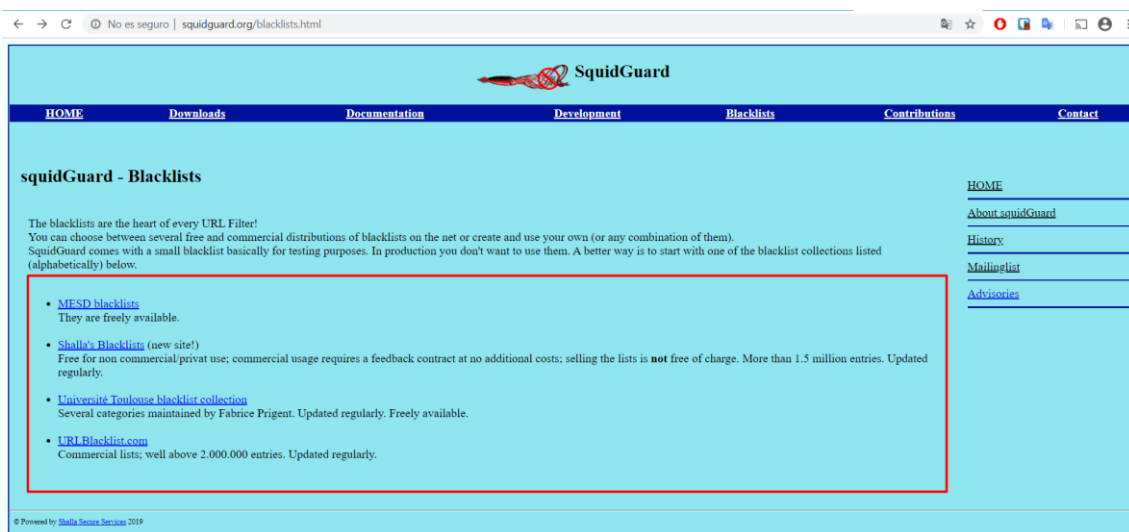 No es seguro | squidguard.org/blacklists.html
SquidGuard
HOME Downloads Documentation Development Blacklists Contributions Contact
squidGuard - Blacklists
The blacklists are the heart of every URL Filter!
You can choose between several free and commercial distributions of blacklists on the net or create and use your own (or any combination of them).
SquidGuard comes with a small blacklist basically for testing purposes. In production you don't want to use them. A better way is to start with one of the blacklist collections listed
(alphabetically) below.
MESD blacklists
They are freely available.
Shalla's Blacklists (new site!)
Free for non commercial/privat use; commercial usage requires a feedback contract at no additional costs; selling the lists is not free of charge. More than 1.5 million entries. Updated
regularly.
Université Toulouse blacklist collection
Several categories maintained by Fabrice Prigent. Updated regularly. Freely available.
URLBlacklist.com
Commercial lists; well above 2.000.000 entries. Updated regularly.
HOME
About squidGuard
History
Mailinglist
Advisories
© Powered by Shalla Secure Services 2019